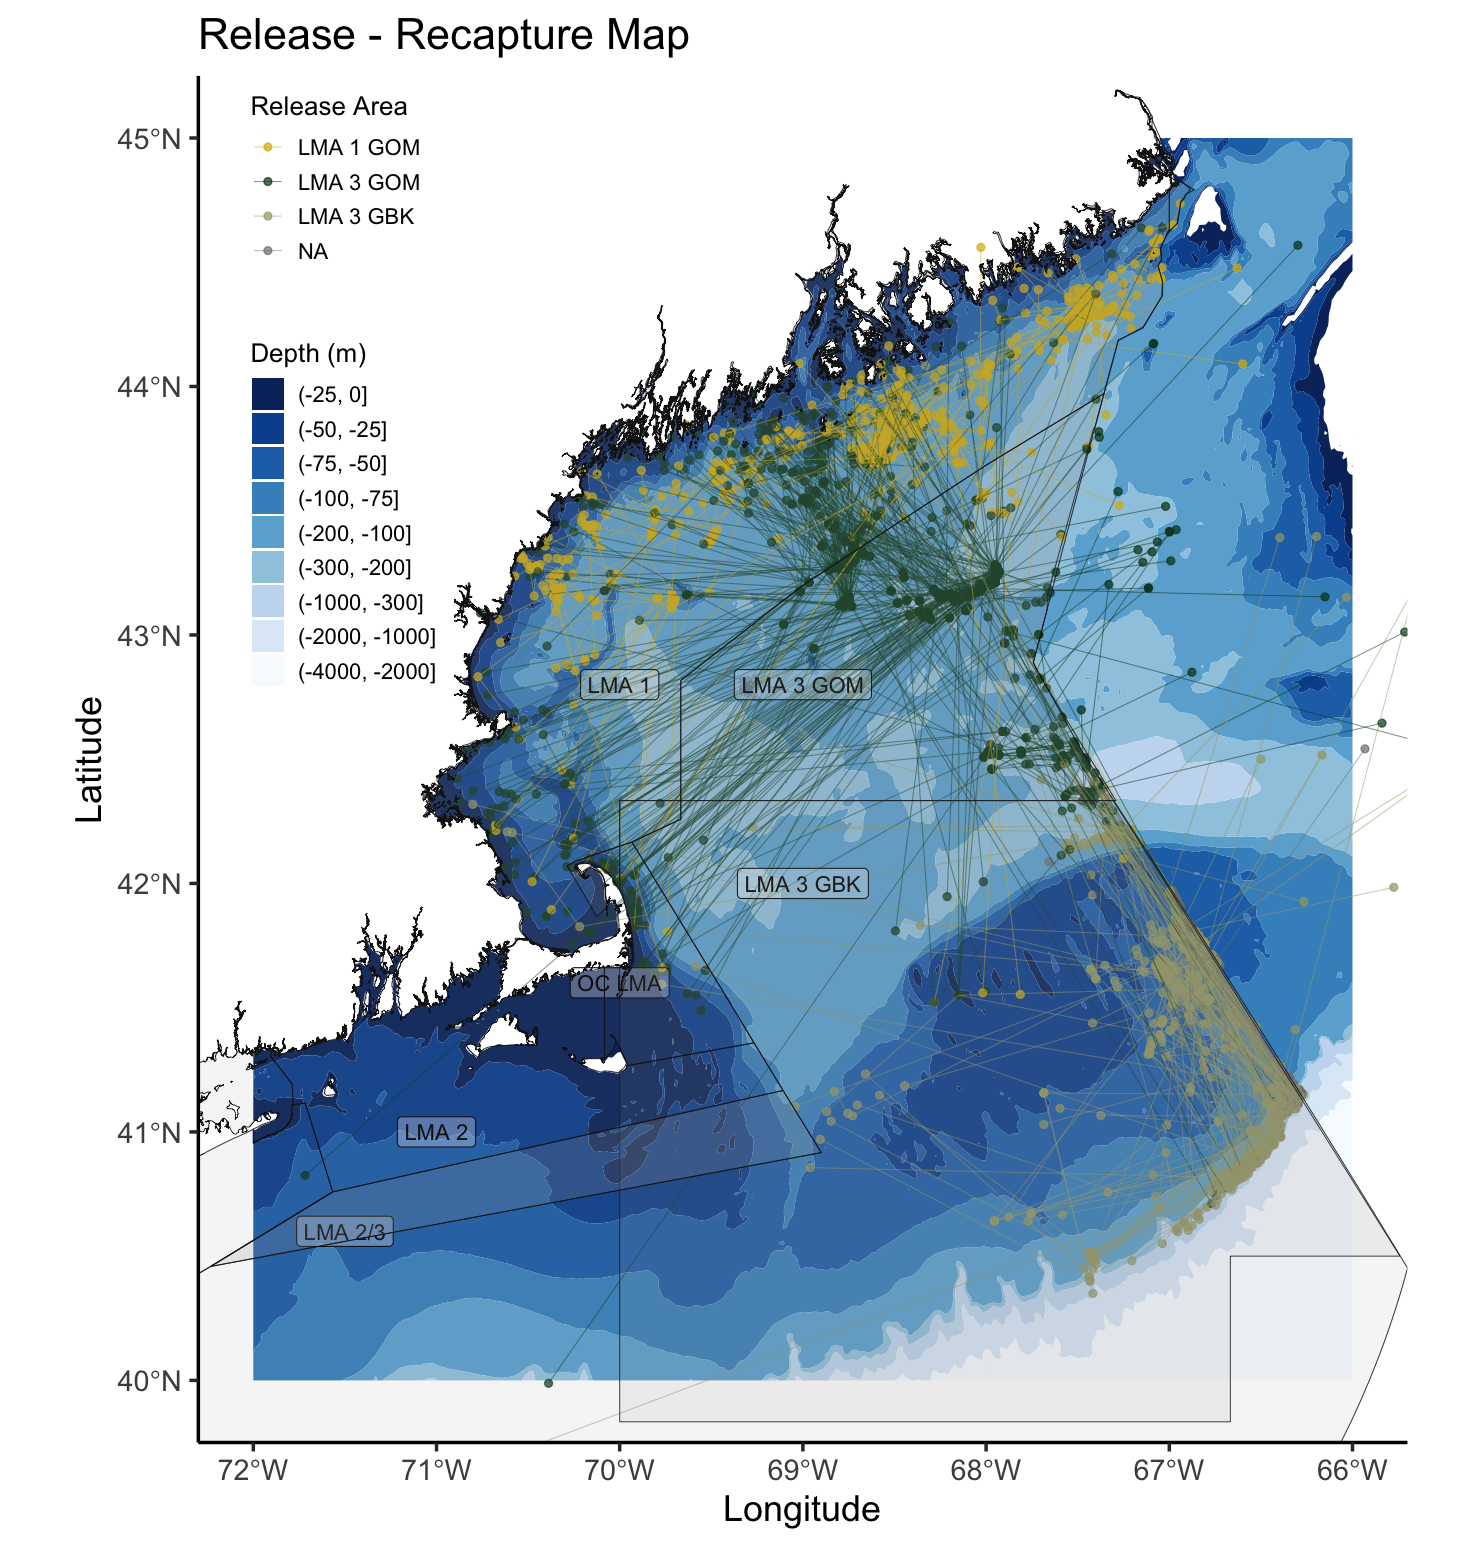 Release - Recapture Map
Release Area
LMA 1 GOM
LMA 3 GOM
LMA 3 GBK
NA
Depth (m)
(-25, 0]
(-50, -25]
(-75, -50]
(-100, -75]
(-200, -100]
(-300, -200]
(-1000, -300]
(-2000, -1000]
(-4000, -2000]
45°N
44°N
43°N
42°N
41°N
40°N
Latitude
LMA 1
LMA 3 GOM
LMA 3 GBK
OC LMA
LMA 2
LMA 2/3
72°W
71°W
70°W
69°W
68°W
67°W
66°W
Longitude